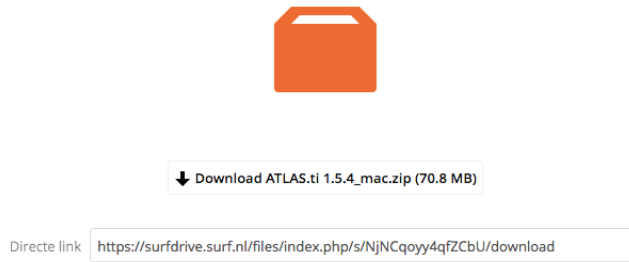 Download ATLAS.ti 1.5.4_mac.zip (70.8 MB)
Directe link https://surfdrive.surf.nl/files/index.php/s/NjNCqoyy4qfZCbU/download